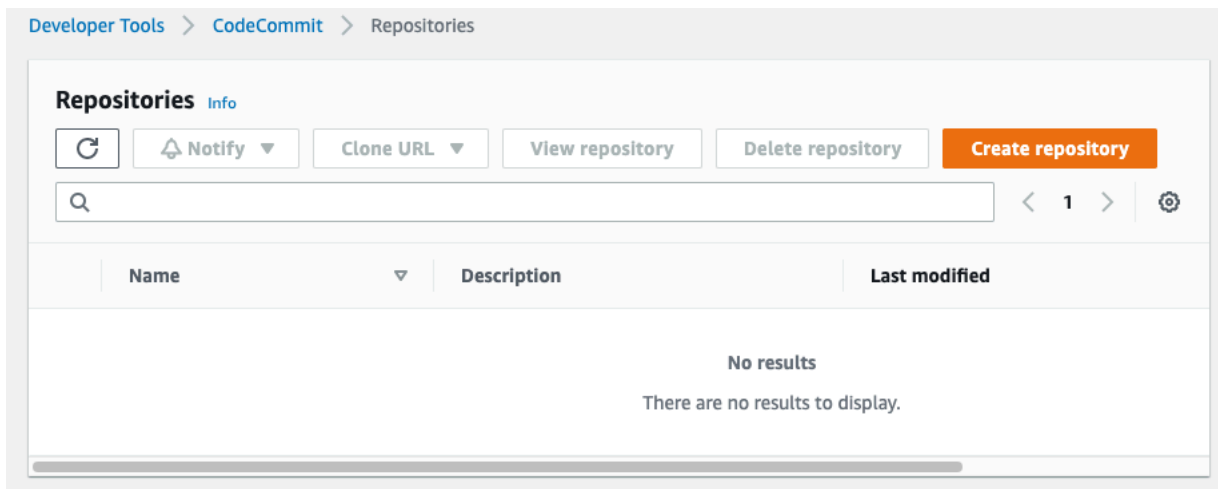 Developer Tools > CodeCommit > Repositories
Repositories Info
Notify Clone URL View repository Delete repository Create repository
< 1 >
Name Description Last modified
No results
There are no results to display.